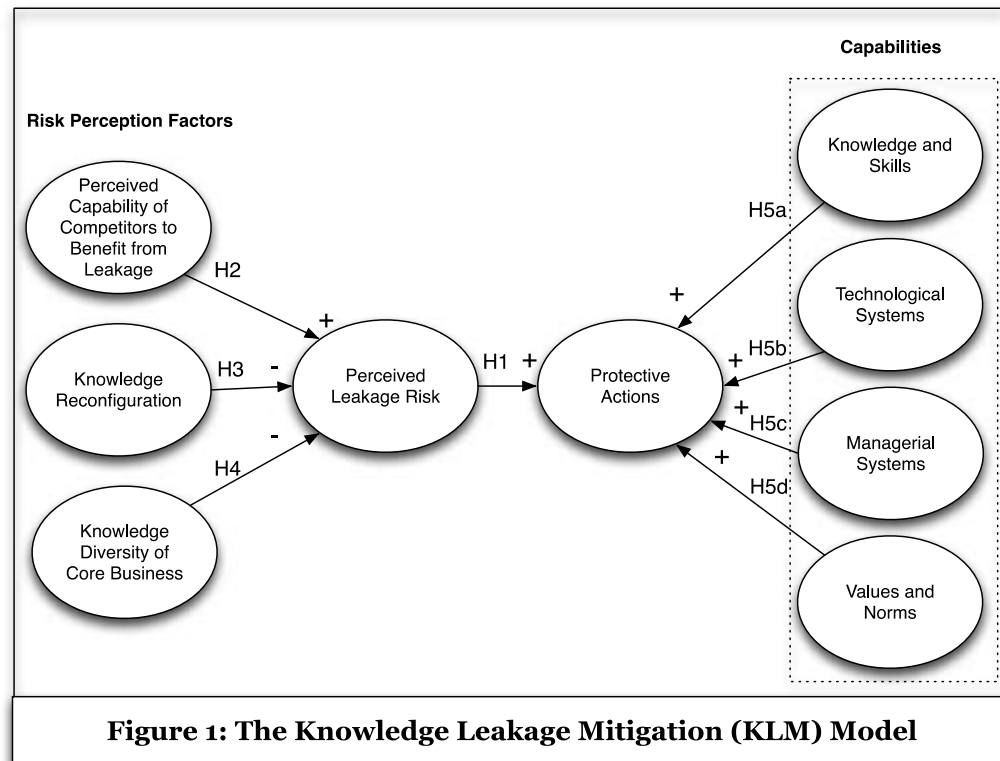 Capabilities
Risk Perception Factors
Perceived
Capability of
Competitors to
Benefit from
Leakage
H2
+
Knowledge
Reconfiguration
H3
-
Knowledge
Diversity of
Core Business
H4
-
Perceived
Leakage Risk
H1
+
Protective
Actions
Knowledge and
Skills
H5a
+
Technological
Systems
H5b
+
Managerial
Systems
H5c
+
Values and
Norms
H5d
+
Figure 1: The Knowledge Leakage Mitigation (KLM) Model